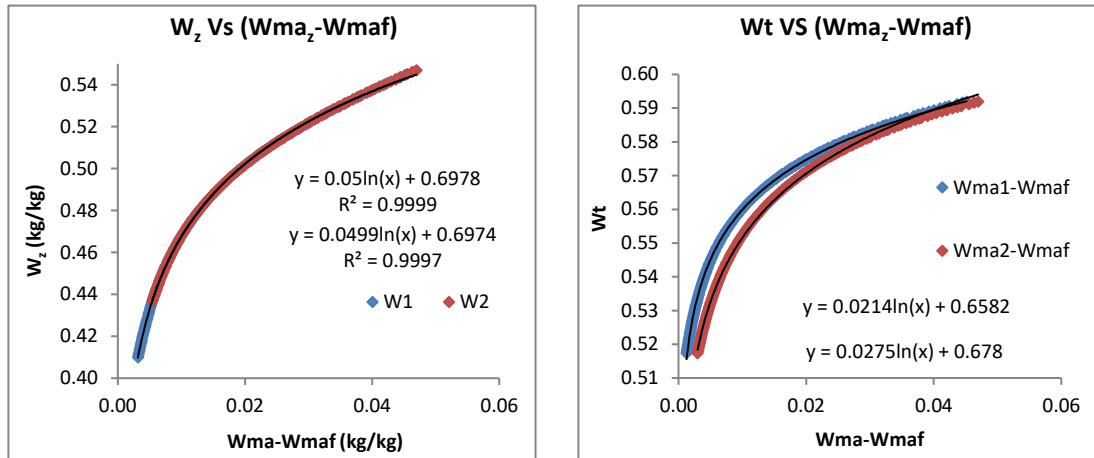 W_z Vs (Wma_z-Wmaf)
W_z (kg/kg)
0.54
0.52
0.50
0.48
0.46
0.44
0.42
0.40
y = 0.05ln(x) + 0.6978
R² = 0.9999
y = 0.0499ln(x) + 0.6974
R² = 0.9997
W1 W2
0.00 0.02 0.04 0.06
Wma-Wmaf (kg/kg)
Wt VS (Wma_z-Wmaf)
Wt
0.60
0.59
0.58
0.57
0.56
0.55
0.54
0.53
0.52
0.51
Wma1-Wmaf
Wma2-Wmaf
y = 0.0214ln(x) + 0.6582
y = 0.0275ln(x) + 0.678
0.00 0.02 0.04 0.06
Wma-Wmaf